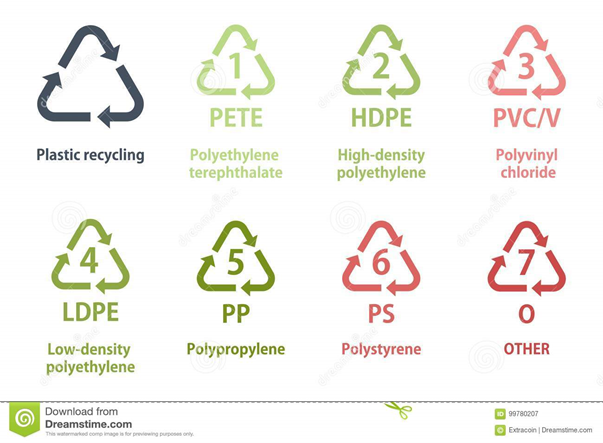 1
PETE
2
HDPE
3
PVC/V
Plastic recycling
Polyethylene
terephthalate
High-density
polyethylene
Polyvinyl
chloride
4
LDPE
5
PP
6
PS
7
O
Low-density
polyethylene
Polypropylene
Polystyrene
OTHER
Download from
Dreamstime.com
This watermarked comp image is for previewing purposes only.
99780207
Extracoin | Dreamstime.com